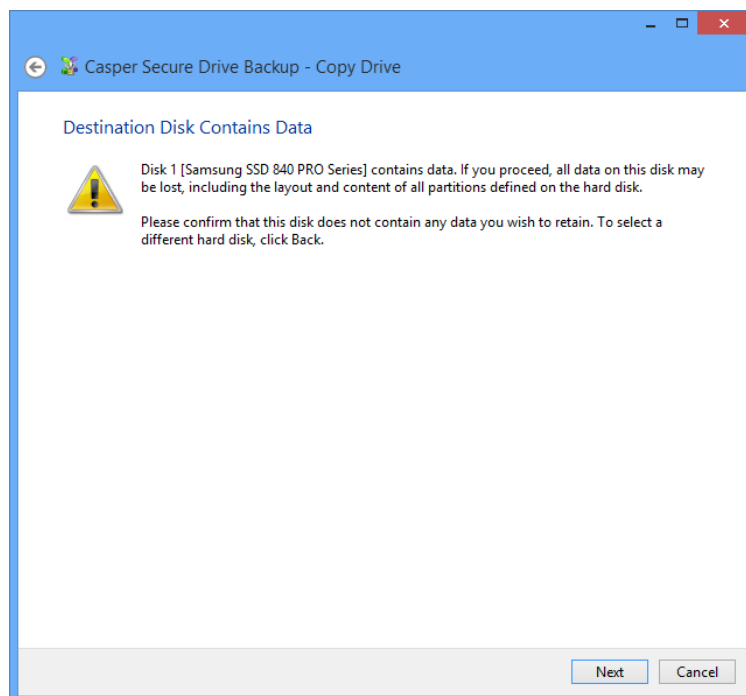 Casper Secure Drive Backup - Copy Drive
Destination Disk Contains Data
Disk 1 [Samsung SSD 840 PRO Series] contains data. If you proceed, all data on this disk may
be lost, including the layout and content of all partitions defined on the hard disk.
Please confirm that this disk does not contain any data you wish to retain. To select a
different hard disk, click Back.
Next
Cancel